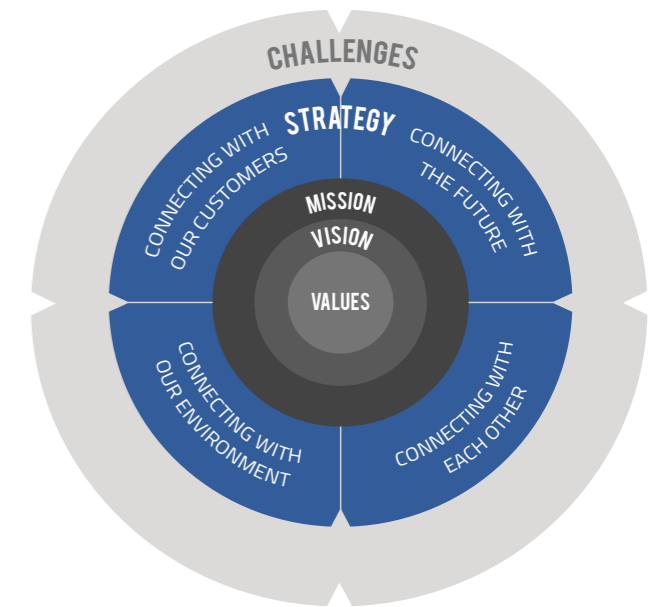 CHALLENGES
STRATEGY
CONNECTING WITH
OUR CUSTOMERS
CONNECTING WITH
THE FUTURE
MISSION
VISION
VALUES
CONNECTING WITH
OUR ENVIRONMENT
CONNECTING WITH
EACH OTHER